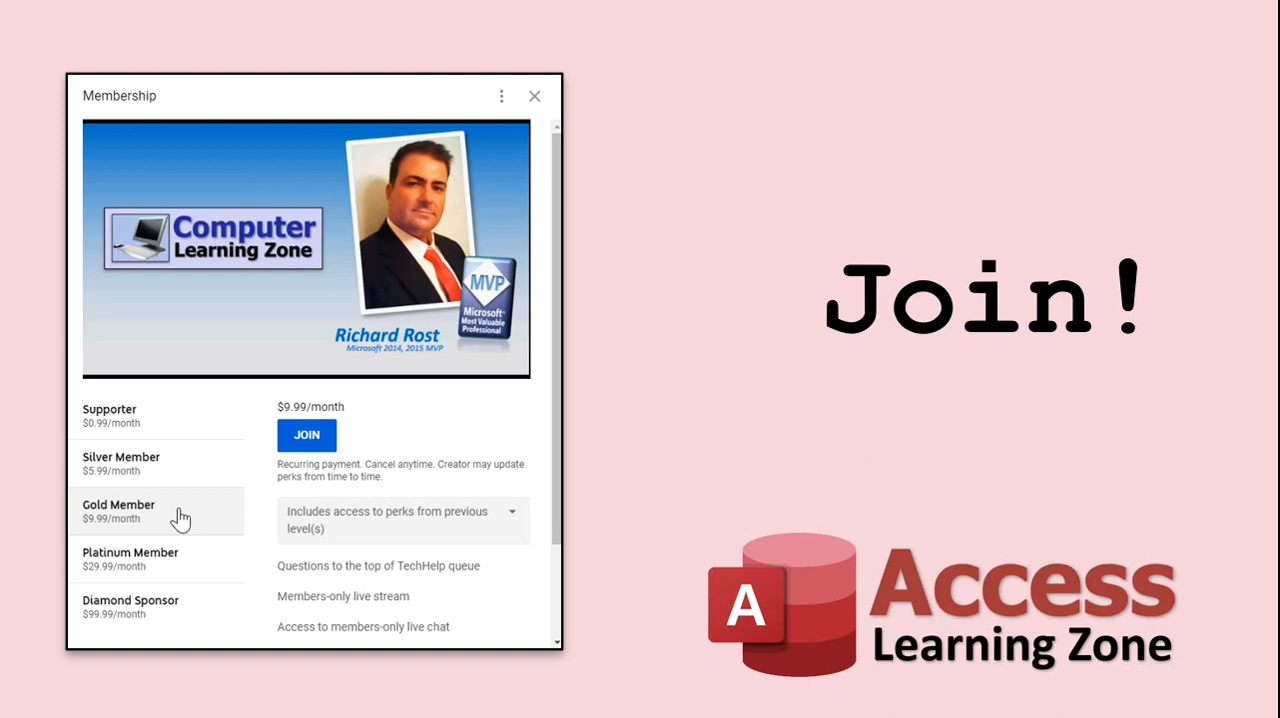 Membership
Computer
Learning Zone
MVP
Microsoft®
Most Valuable
Professional
Richard Rost
Microsoft 2014, 2015 MVP
Supporter
$0.99/month
Silver Member
$5.99/month
Gold Member
$9.99/month
Platinum Member
$29.99/month
Diamond Sponsor
$99.99/month
$9.99/month
JOIN
Recurring payment. Cancel anytime. Creator may update
perks from time to time.
Includes access to perks from previous
level(s)
Questions to the top of TechHelp queue
Members-only live stream
Access to members-only live chat
Join!
A
Access
Learning Zone